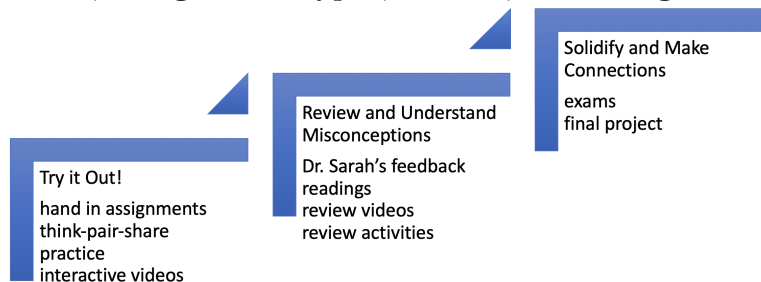 Try it Out!
hand in assignments
think-pair-share
practice
interactive videos
Review and Understand
Misconceptions
Dr. Sarah's feedback
readings
review videos
review activities
Solidify and Make
Connections
exams
final project